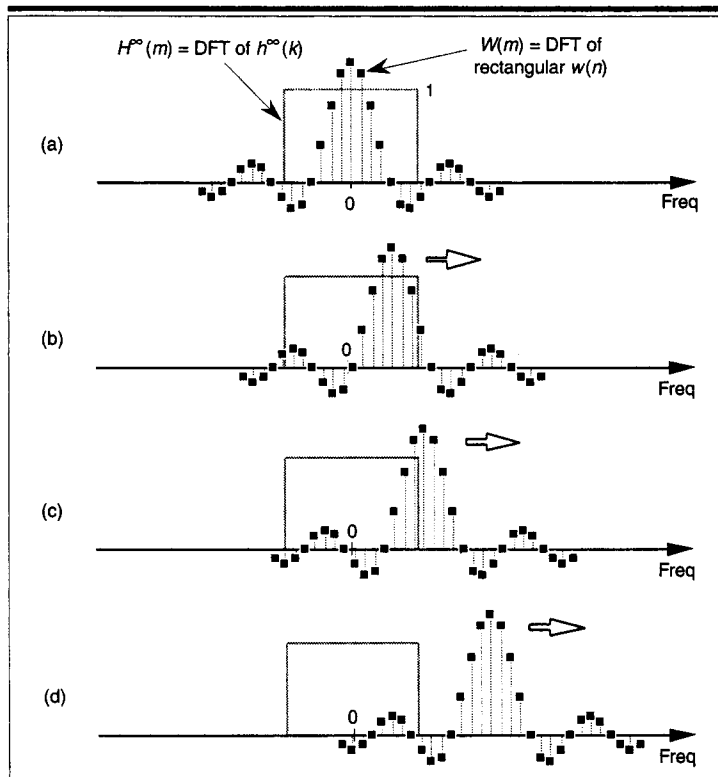 H∞(m) = DFT of h∞(k)
W(m) = DFT of
rectangular w(n)
1
(a)
0
Freq
(b)
0
Freq
(c)
0
Freq
(d)
0
Freq